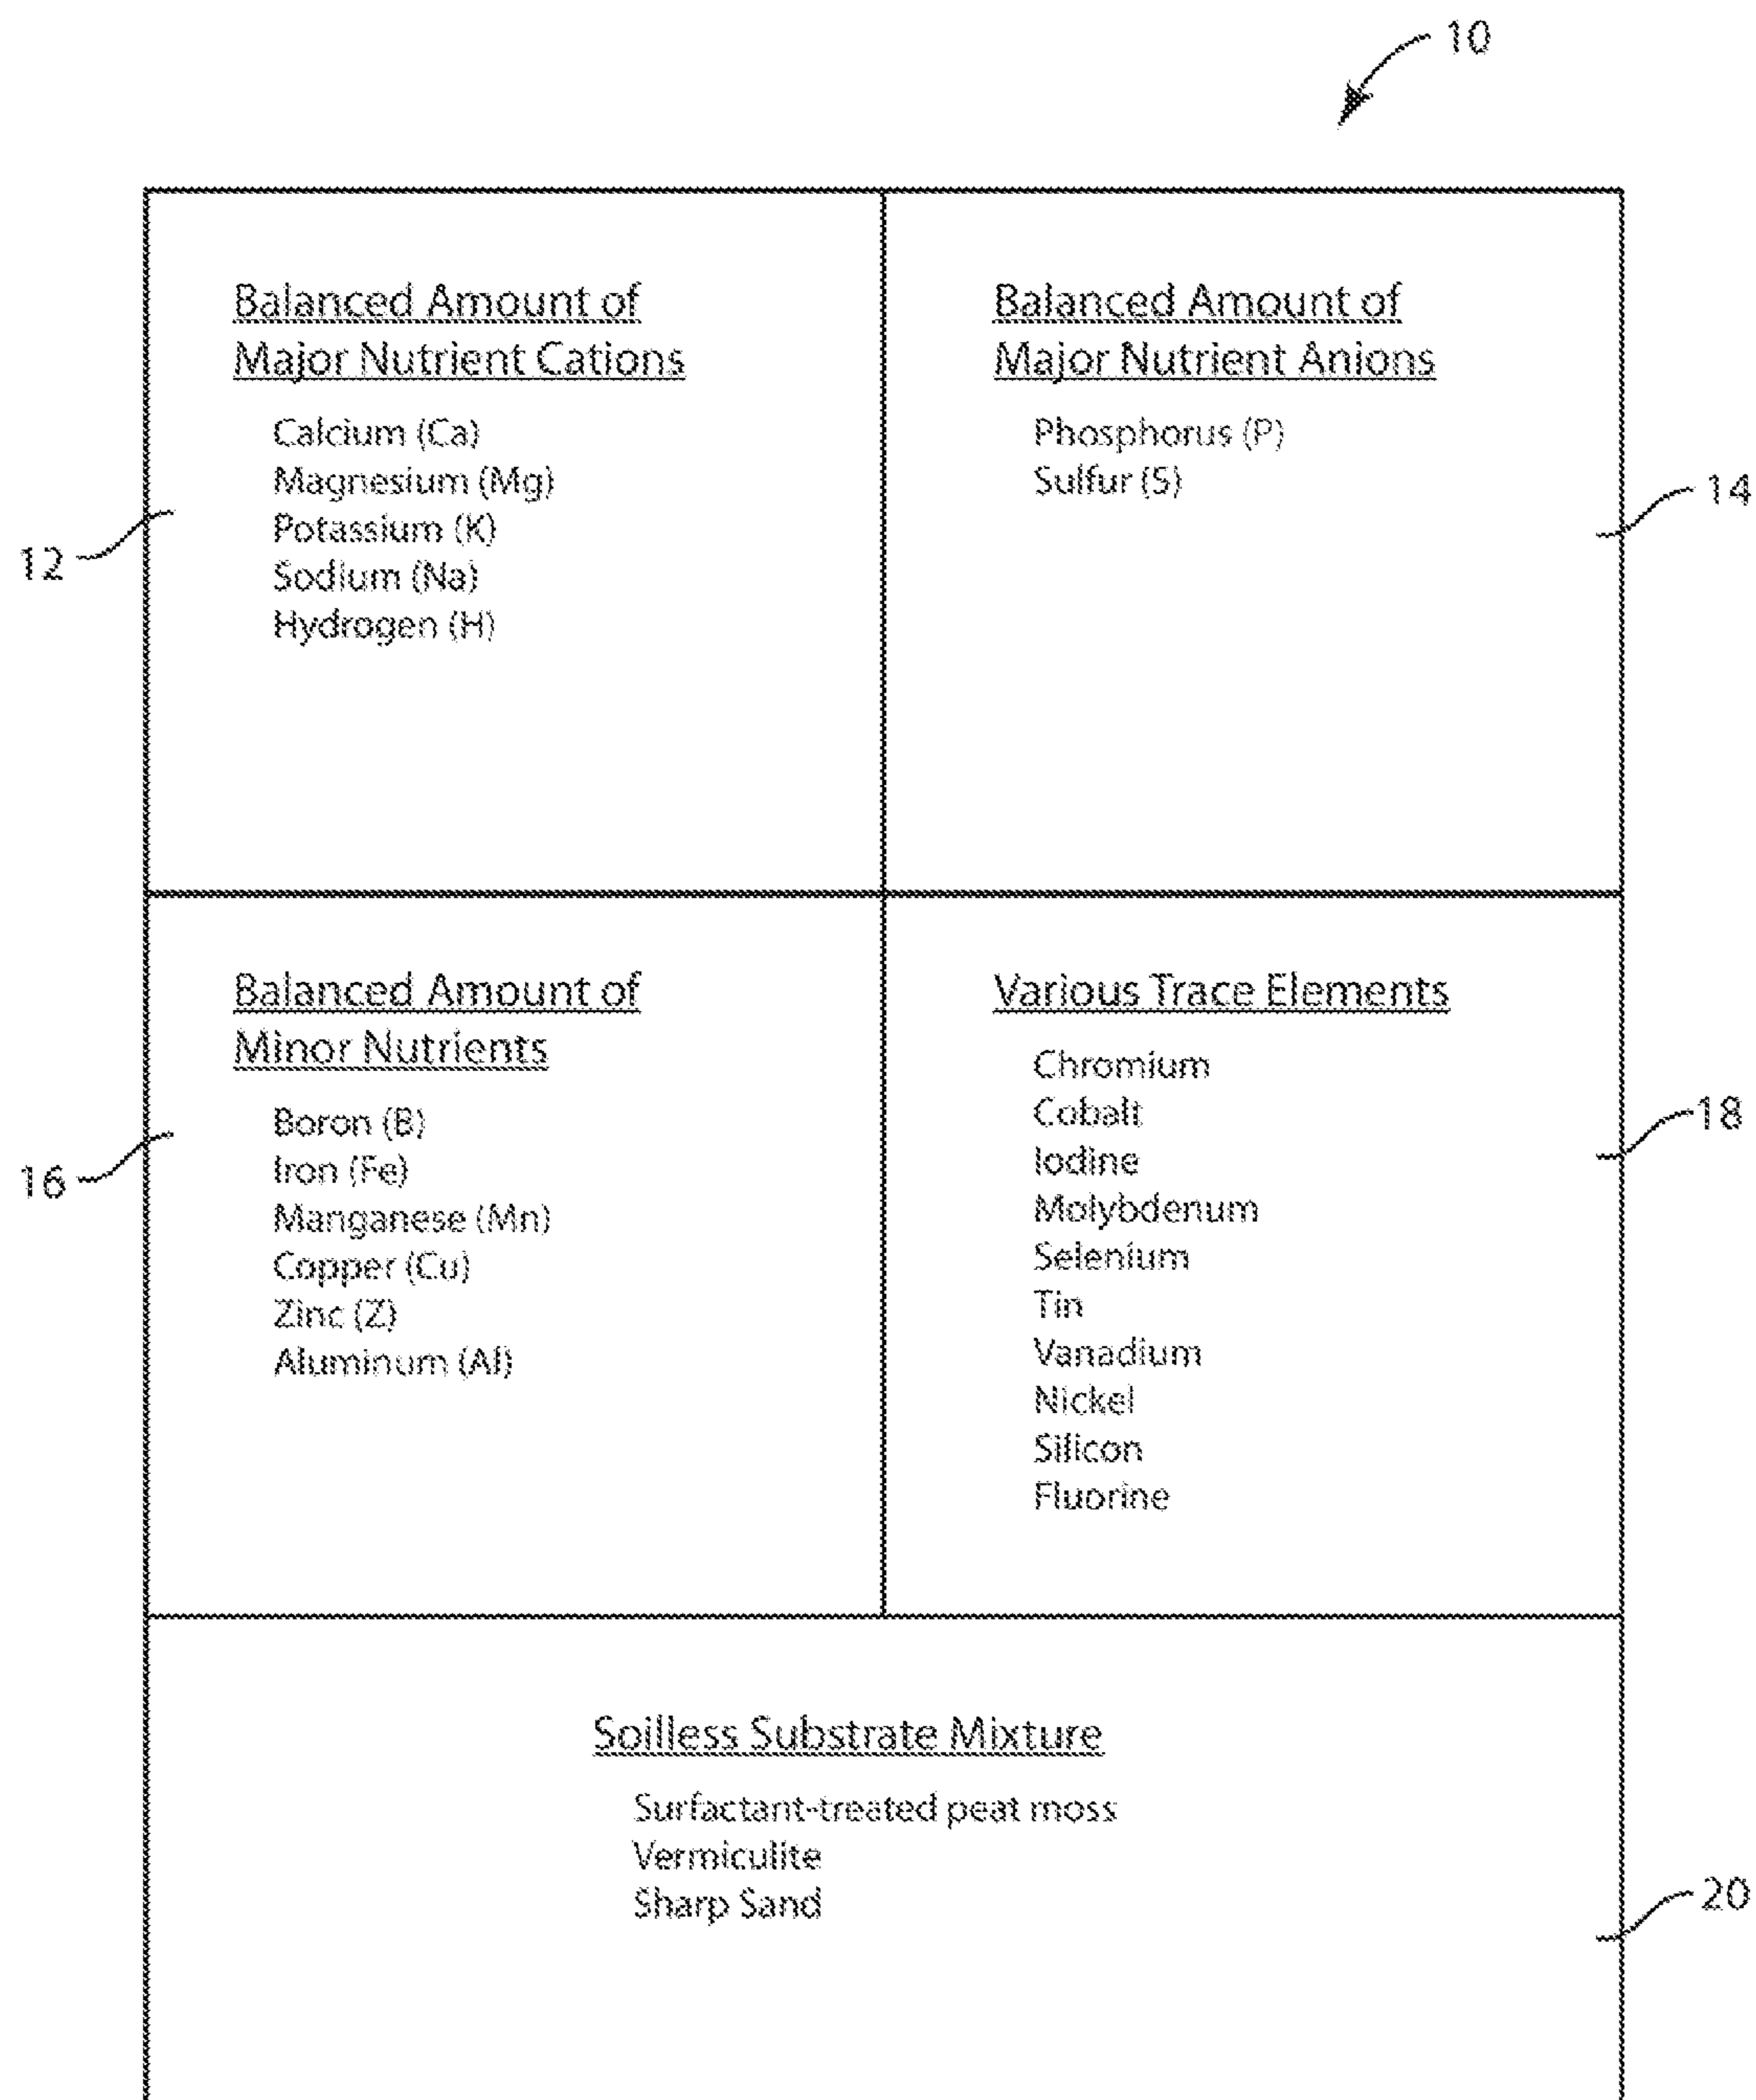 10
Balanced Amount of
Major Nutrient Cations
Calcium (Ca)
Magnesium (Mg)
Potassium (K)
Sodium (Na)
Hydrogen (H)
12
Balanced Amount of
Major Nutrient Anions
Phosphorus (P)
Sulfur (S)
14
Balanced Amount of
Minor Nutrients
Boron (B)
Iron (Fe)
Manganese (Mn)
Copper (Cu)
Zinc (Z)
Aluminum (Al)
16
Various Trace Elements
Chromium
Cobalt
Iodine
Molybdenum
Selenium
Tin
Vanadium
Nickel
Silicon
Fluorine
18
Soilless Substrate Mixture
Surfactant-treated peat moss
Vermiculite
Sharp Sand
20